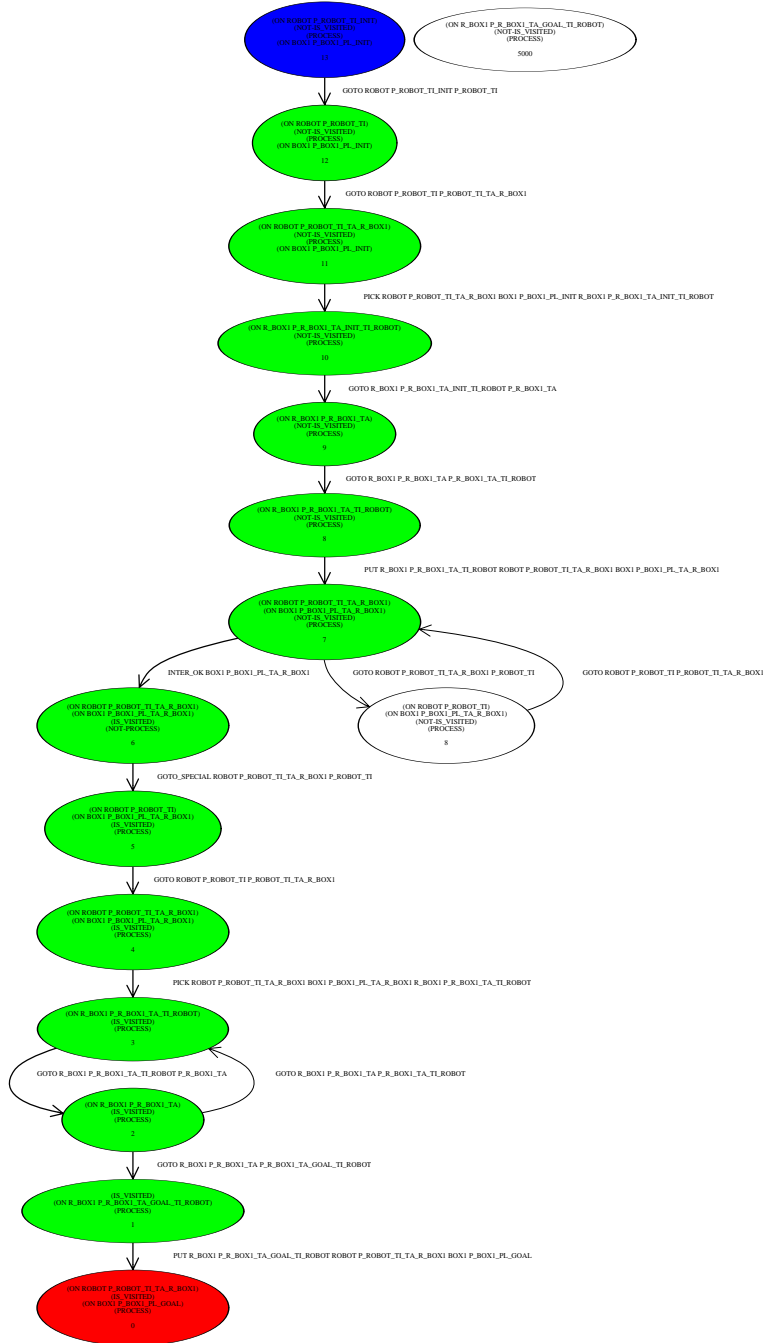 (ON ROBOT P_ROBOT_TI_INIT)
(NOT-IS_VISITED)
(PROCESS)
(ON BOX1 P_BOX1_PL_INIT)
(ON R_BOX1 P_R_BOX1_TA_GOAL_TI_ROBOT)
(NOT-IS_VISITED)
(PROCESS)
5000
GOTO ROBOT P_ROBOT_TI_INIT P_ROBOT_TI
(ON ROBOT P_ROBOT_TI)
(NOT-IS_VISITED)
(PROCESS)
(ON BOX1 P_BOX1_PL_INIT)
12
GOTO ROBOT P_ROBOT_TI P_ROBOT_TI_TA_R_BOX1
(ON ROBOT P_ROBOT_TI_TA_R_BOX1)
(NOT-IS_VISITED)
(PROCESS)
(ON BOX1 P_BOX1_PL_INIT)
11
PICK ROBOT P_ROBOT_TI_TA_R_BOX1 BOX1 P_BOX1_PL_INIT R_BOX1 P_R_BOX1_TA_INIT_TI_ROBOT
(ON R_BOX1 P_R_BOX1_TA_INIT_TI_ROBOT)
(NOT-IS_VISITED)
(PROCESS)
10
GOTO R_BOX1 P_R_BOX1_TA_INIT_TI_ROBOT P_R_BOX1_TA
(ON R_BOX1 P_R_BOX1_TA)
(NOT-IS_VISITED)
(PROCESS)
9
GOTO R_BOX1 P_R_BOX1_TA P_R_BOX1_TA_TI_ROBOT
(ON R_BOX1 P_R_BOX1_TA_TI_ROBOT)
(NOT-IS_VISITED)
(PROCESS)
8
PUT R_BOX1 P_R_BOX1_TA_TI_ROBOT ROBOT P_ROBOT_TI_TA_R_BOX1 BOX1 P_BOX1_PL_TA_R_BOX1
(ON ROBOT P_ROBOT_TI_TA_R_BOX1)
(ON BOX1 P_BOX1_PL_TA_R_BOX1)
(NOT-IS_VISITED)
(PROCESS)
7
INTER_OK BOX1 P_BOX1_PL_TA_R_BOX1
GOTO ROBOT P_ROBOT_TI_TA_R_BOX1 P_ROBOT_TI
GOTO ROBOT P_ROBOT_TI P_ROBOT_TI_TA_R_BOX1
(ON ROBOT P_ROBOT_TI_TA_R_BOX1)
(ON BOX1 P_BOX1_PL_TA_R_BOX1)
(IS_VISITED)
(NOT-PROCESS)
6
(ON ROBOT P_ROBOT_TI)
(ON BOX1 P_BOX1_PL_TA_R_BOX1)
(NOT-IS_VISITED)
(PROCESS)
8
GOTO_SPECIAL ROBOT P_ROBOT_TI_TA_R_BOX1 P_ROBOT_TI
(ON ROBOT P_ROBOT_TI)
(ON BOX1 P_BOX1_PL_TA_R_BOX1)
(IS_VISITED)
(PROCESS)
5
GOTO ROBOT P_ROBOT_TI P_ROBOT_TI_TA_R_BOX1
(ON ROBOT P_ROBOT_TI_TA_R_BOX1)
(ON BOX1 P_BOX1_PL_TA_R_BOX1)
(IS_VISITED)
(PROCESS)
4
PICK ROBOT P_ROBOT_TI_TA_R_BOX1 BOX1 P_BOX1_PL_TA_R_BOX1 R_BOX1 P_R_BOX1_TA_TI_ROBOT
(ON R_BOX1 P_R_BOX1_TA_TI_ROBOT)
(IS_VISITED)
(PROCESS)
3
GOTO R_BOX1 P_R_BOX1_TA_TI_ROBOT P_R_BOX1_TA
GOTO R_BOX1 P_R_BOX1_TA P_R_BOX1_TA_TI_ROBOT
(ON R_BOX1 P_R_BOX1_TA)
(IS_VISITED)
(PROCESS)
2
GOTO R_BOX1 P_R_BOX1_TA P_R_BOX1_TA_GOAL_TI_ROBOT
(IS_VISITED)
(ON R_BOX1 P_R_BOX1_TA_GOAL_TI_ROBOT)
(PROCESS)
1
PUT R_BOX1 P_R_BOX1_TA_GOAL_TI_ROBOT ROBOT P_ROBOT_TI_TA_R_BOX1 BOX1 P_BOX1_PL_GOAL
(ON ROBOT P_ROBOT_TI_TA_R_BOX1)
(IS_VISITED)
(ON BOX1 P_BOX1_PL_GOAL)
(PROCESS)
0